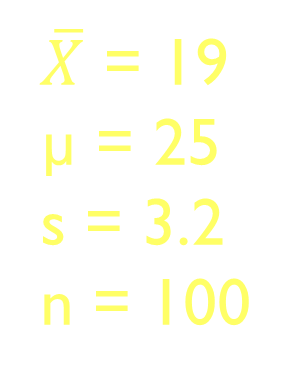 X̅ = 19
μ = 25
s = 3.2
n = 100